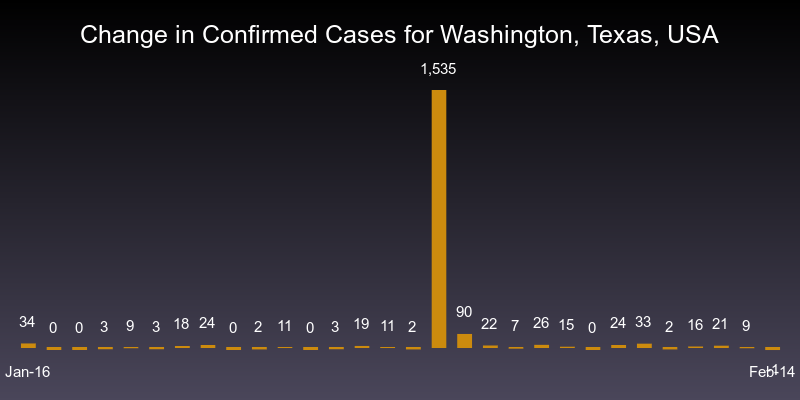 Change in Confirmed Cases for Washington, Texas, USA
1,535
34 0 0 3 9 3 18 24 0 2 11 0 3 19 11 2 90 22 7 26 15 0 24 33 2 16 21 9
Jan-16 Feb-14